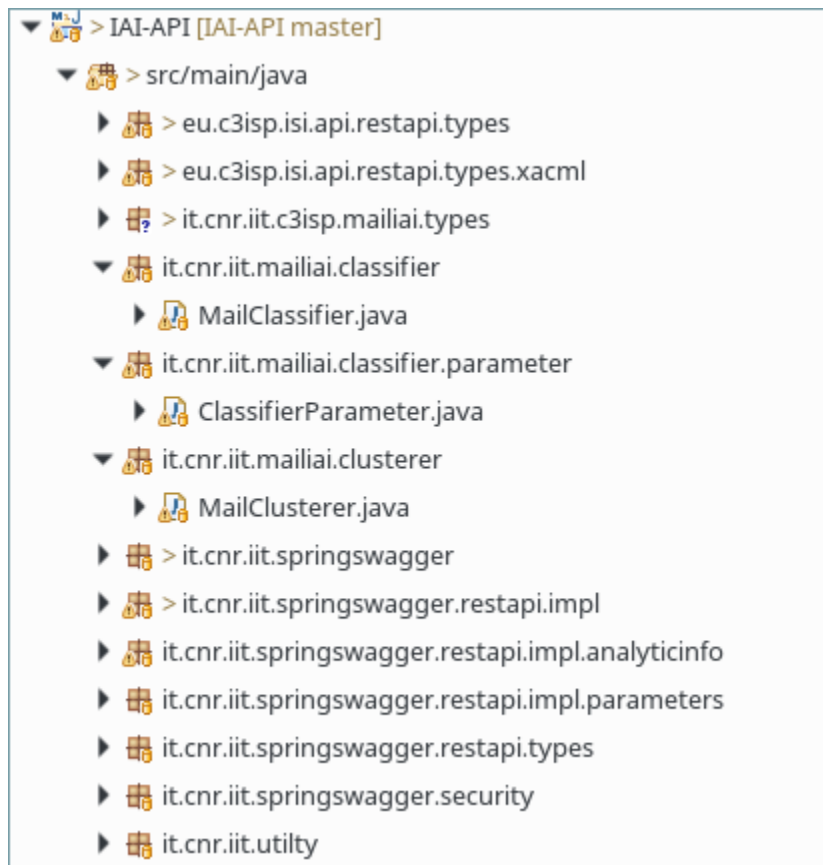 > IAI-API [IAI-API master]
> src/main/java
> eu.c3isp.isi.api.restapi.types
> eu.c3isp.isi.api.restapi.types.xacml
> it.cnr.iit.c3isp.mailiai.types
it.cnr.iit.mailiai.classifier
MailClassifier.java
it.cnr.iit.mailiai.classifier.parameter
ClassifierParameter.java
it.cnr.iit.mailiai.clusterer
MailClusterer.java
> it.cnr.iit.springswagger
> it.cnr.iit.springswagger.restapi.impl
it.cnr.iit.springswagger.restapi.impl.analyticinfo
it.cnr.iit.springswagger.restapi.impl.parameters
it.cnr.iit.springswagger.restapi.types
it.cnr.iit.springswagger.security
it.cnr.iit.utilty